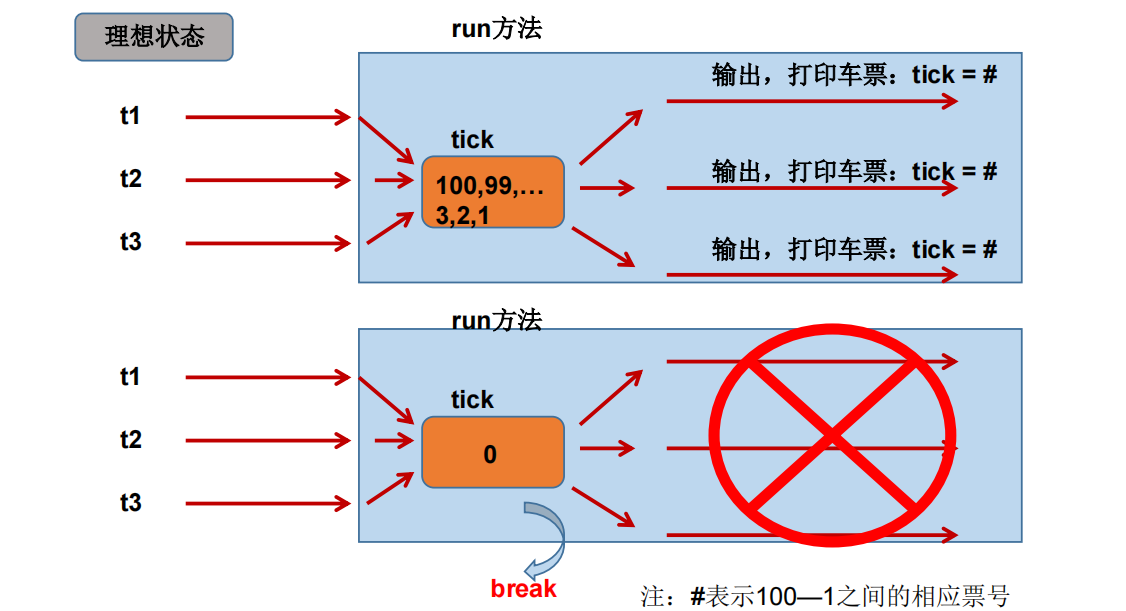 理想状态
run方法
输出，打印车票：tick = #
t1
tick
t2
100,99,…
3,2,1
输出，打印车票：tick = #
t3
输出，打印车票：tick = #
run方法
t1
tick
t2
0
t3
break
注：#表示100—1之间的相应票号